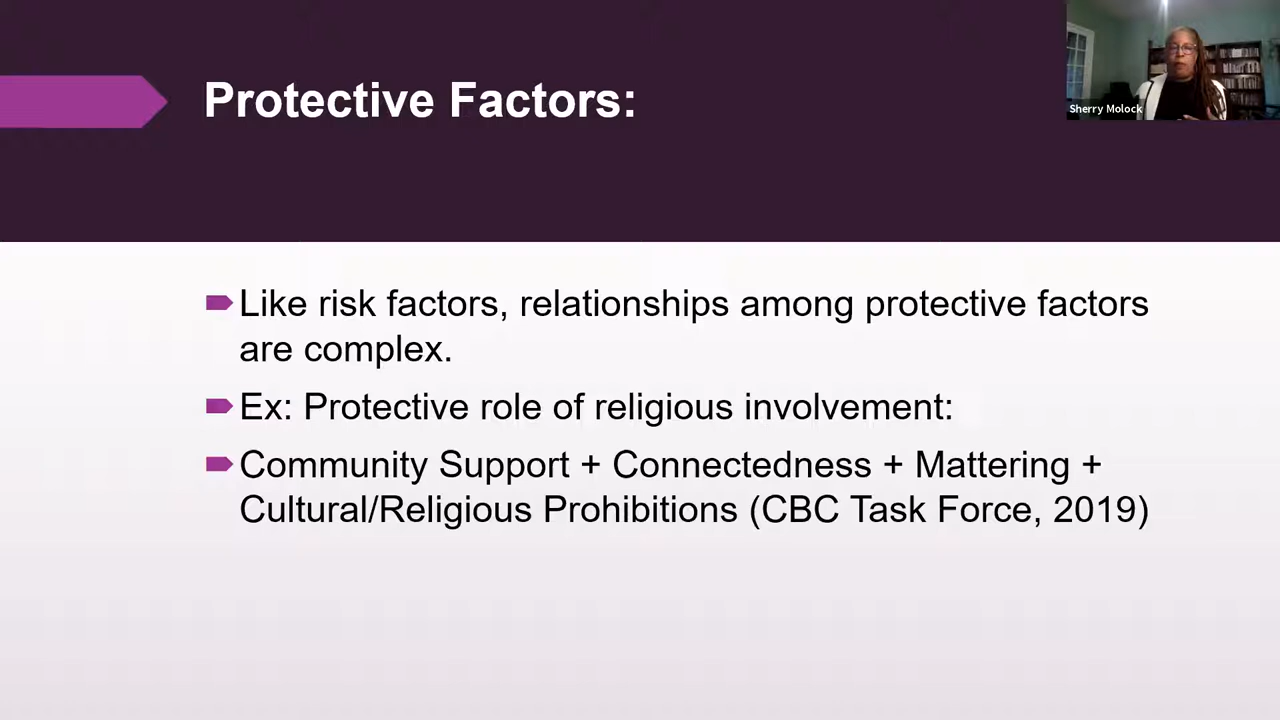 Protective Factors:
Sherry Molock
Like risk factors, relationships among protective factors
are complex.
Ex: Protective role of religious involvement:
Community Support + Connectedness + Mattering +
Cultural/Religious Prohibitions (CBC Task Force, 2019)